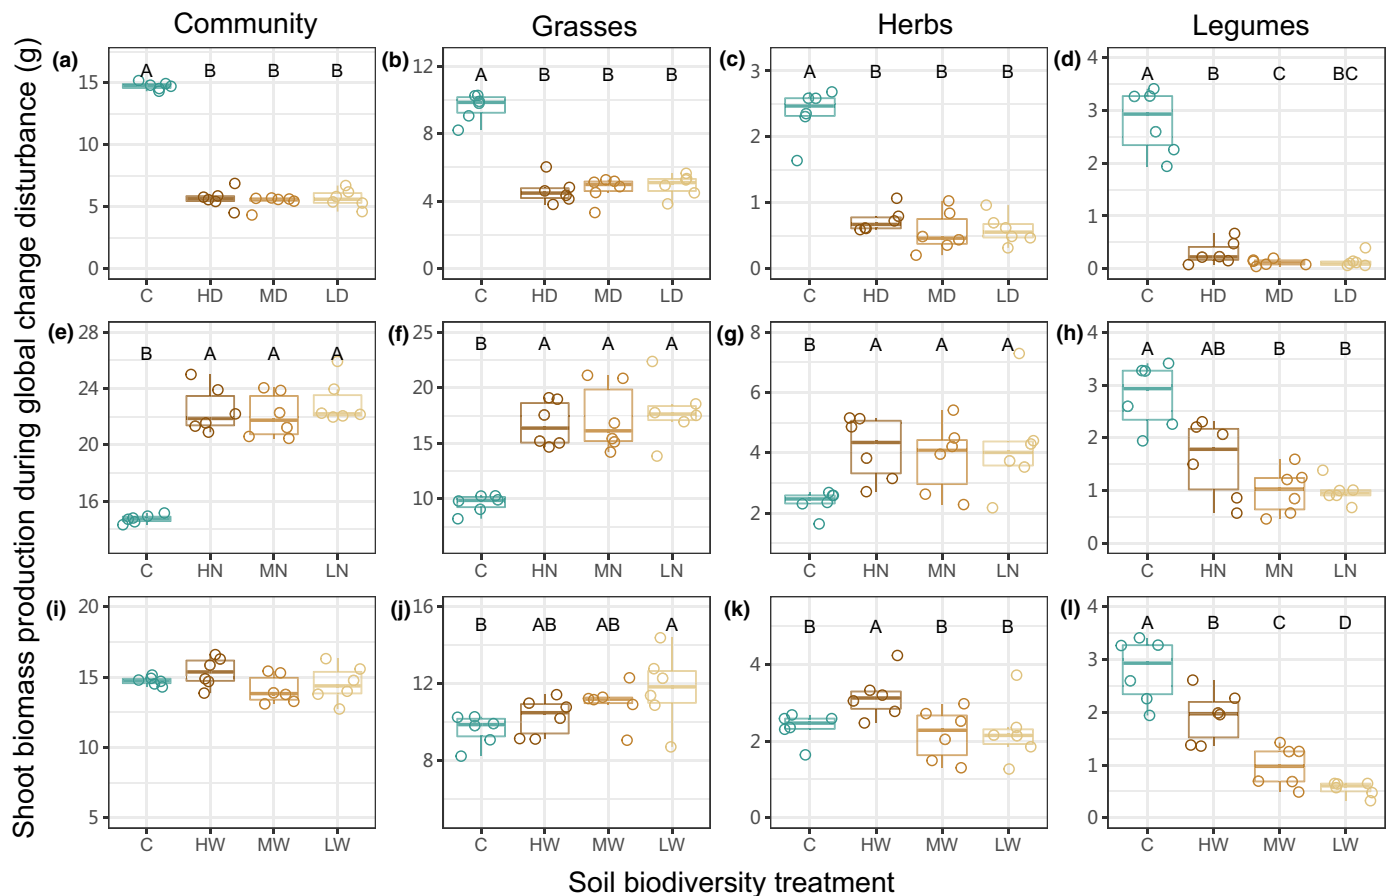 Community Grasses Herbs Legumes
Shoot biomass production during global change disturbance (g)
(a) A B B B
15
10
5
0
C HD MD LD
(b) A B B B
12
8
4
0
C HD MD LD
(c) A B B B
3
2
1
0
C HD MD LD
(d) A B C BC
4
3
2
1
0
C HD MD LD
(e) B A A A
28
24
20
16
C HN MN LN
(f) B A A A
25
20
15
10
C HN MN LN
(g) B A A A
8
6
4
2
C HN MN LN
(h) A AB B B
4
3
2
1
0
C HN MN LN
(i)
20
15
10
5
C HW MW LW
(j) B AB AB A
16
12
8
C HW MW LW
(k) B A B B
4
2
0
C HW MW LW
(l) A B C D
4
3
2
1
0
C HW MW LW
Soil biodiversity treatment